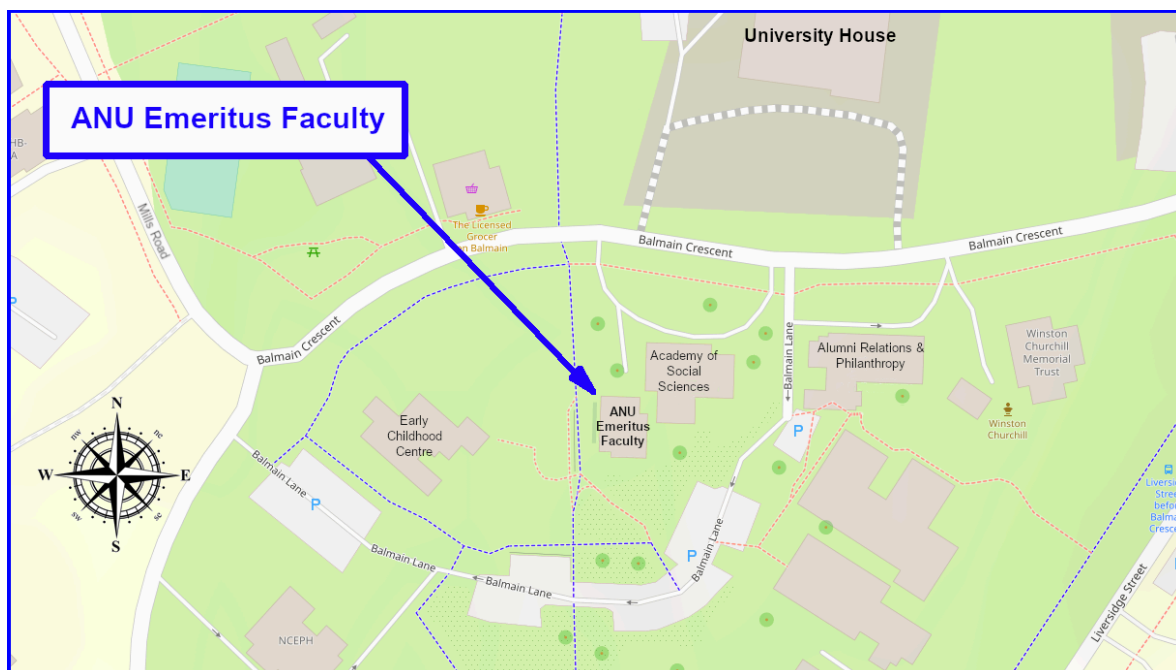 University House
ANU Emeritus Faculty
HB-
A
Mills Road
The Licensed
Grocer
on Balmain
Balmain Crescent
Balmain Crescent
Balmain Crescent
Balmain Lane
Academy of
Social
Sciences
Alumni Relations &
Philanthropy
Winston
Churchill
Memorial
Trust
Winston
Churchill
ANU
Emeritus
Faculty
Early
Childhood
Centre
N
nw
ne
W
E
sw
se
S
P
P
P
P
Balmain Lane
Balmain Lane
Balmain Lane
Balmain Lane
NCEPH
Liversidge Street